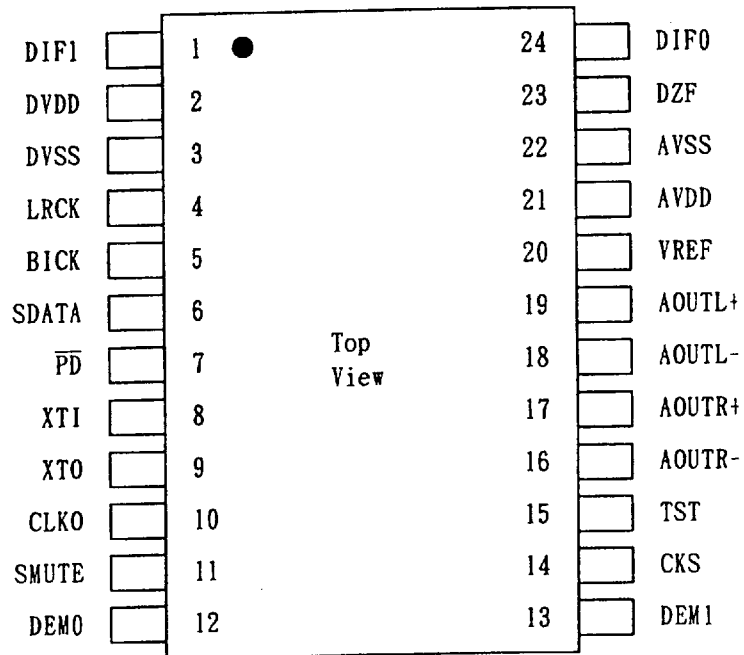 DIF1 1 24 DIF0
DVDD 2 23 DZF
DVSS 3 22 AVSS
LRCK 4 21 AVDD
BICK 5 20 VREF
SDATA 6 19 AOUTL+
PD 7 18 AOUTL-
XTI 8 17 AOUTR+
XTO 9 16 AOUTR-
CLKO 10 15 TST
SMUTE 11 14 CKS
DEM0 12 13 DEM1
Top
View